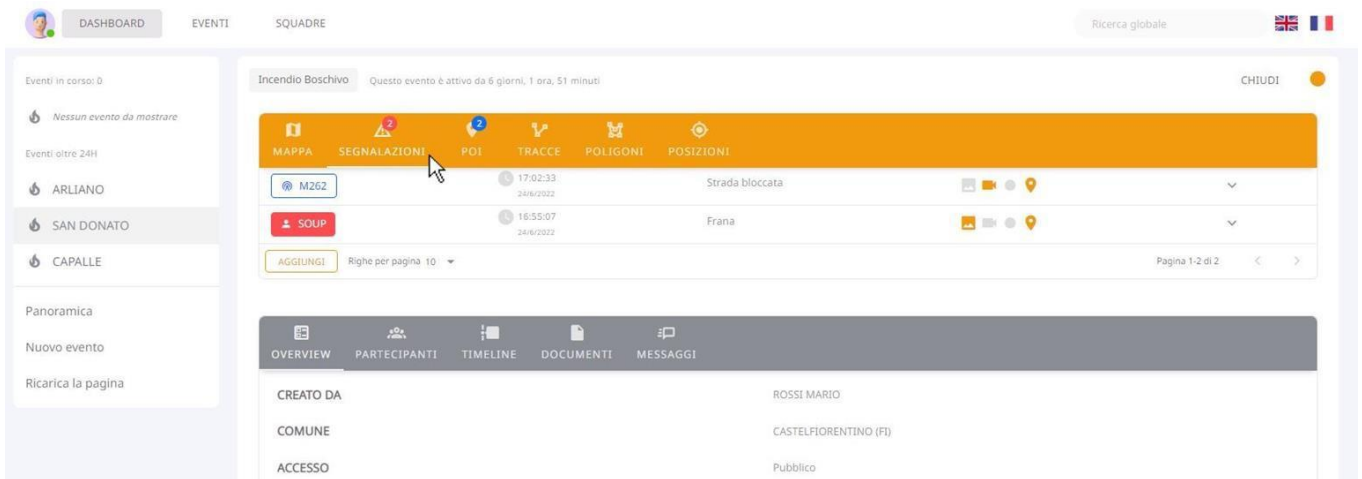 DASHBOARD EVENTI SQUADRE Ricerca globale
Eventi in corso: 0
Nessun evento da mostrare
Eventi oltre 24H
ARLIANO
SAN DONATO
CAPALLE
Panoramica
Nuovo evento
Ricarica la pagina
Incendio Boschivo Questo evento è attivo da 6 giorni, 1 ora, 51 minuti CHIUDI
2 2
MAPPA SEGNALAZIONI POI TRACCE POLIGONI POSIZIONI
M262 17:02:33 Strada bloccata
24/6/2022
SOUP 16:55:07 Frana
24/6/2022
AGGIUNGI Righe per pagina 10 Pagina 1-2 di 2
OVERVIEW PARTECIPANTI TIMELINE DOCUMENTI MESSAGGI
CREATO DA ROSSI MARIO
COMUNE CASTELFIORENTINO (FI)
ACCESSO Pubblico